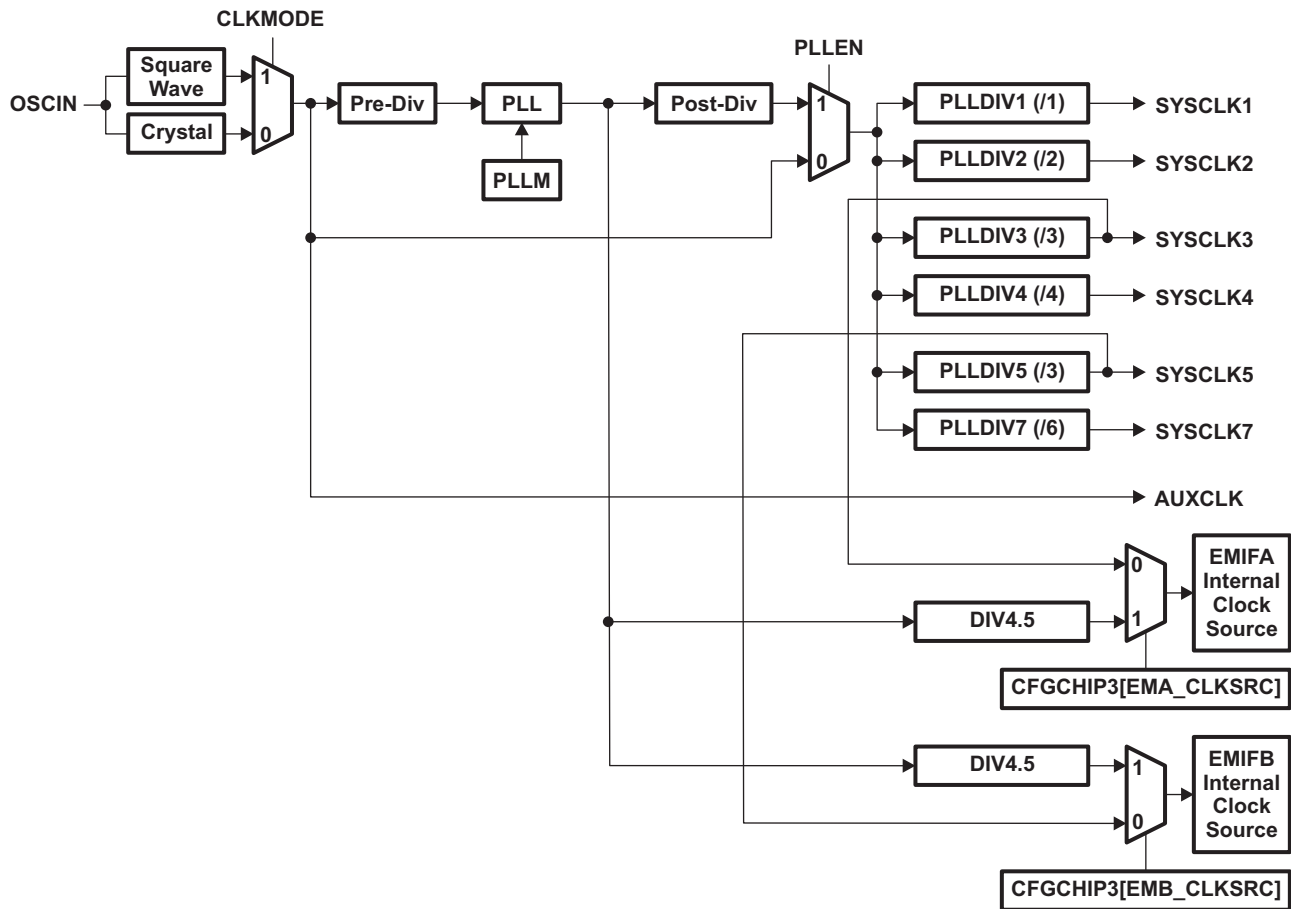 CLKMODE
PLLEN
OSCIN
Square
Wave
1
Crystal
0
Pre-Div
PLL
PLLM
Post-Div
1
0
PLLDIV1 (/1)
SYSCLK1
PLLDIV2 (/2)
SYSCLK2
PLLDIV3 (/3)
SYSCLK3
PLLDIV4 (/4)
SYSCLK4
PLLDIV5 (/3)
SYSCLK5
PLLDIV7 (/6)
SYSCLK7
AUXCLK
0
DIV4.5
1
EMIFA
Internal
Clock
Source
CFGCHIP3[EMA_CLKSRC]
DIV4.5
1
0
EMIFB
Internal
Clock
Source
CFGCHIP3[EMB_CLKSRC]